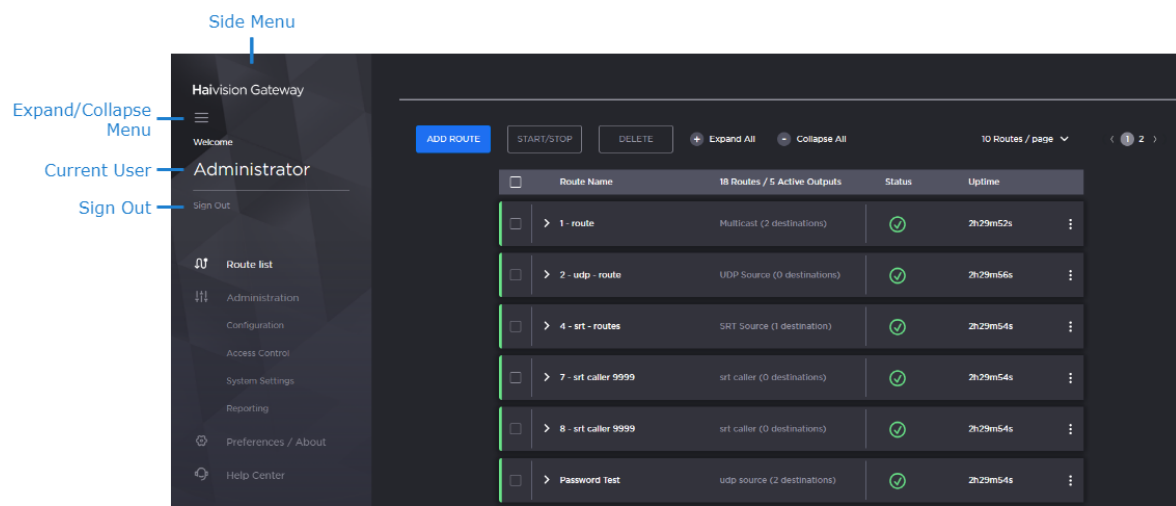 Side Menu
Haivision Gateway
Expand/Collapse
Menu
Welcome
Current User
Administrator
Sign Out
Sign Out
Route list
Administration
Configuration
Access Control
System Settings
Reporting
Preferences / About
Help Center
ADD ROUTE START/STOP DELETE + Expand All - Collapse All 10 Routes / page < 1 2 >
Route Name 18 Routes / 5 Active Outputs Status Uptime
1 - route Multicast (2 destinations) 2h29m52s
2 - udp - route UDP Source (0 destinations) 2h29m56s
4 - srt - routes SRT Source (1 destination) 2h29m54s
7 - srt caller 9999 srt caller (0 destinations) 2h29m54s
8 - srt caller 9999 srt caller (0 destinations) 2h29m54s
Password Test udp source (2 destinations) 2h29m54s